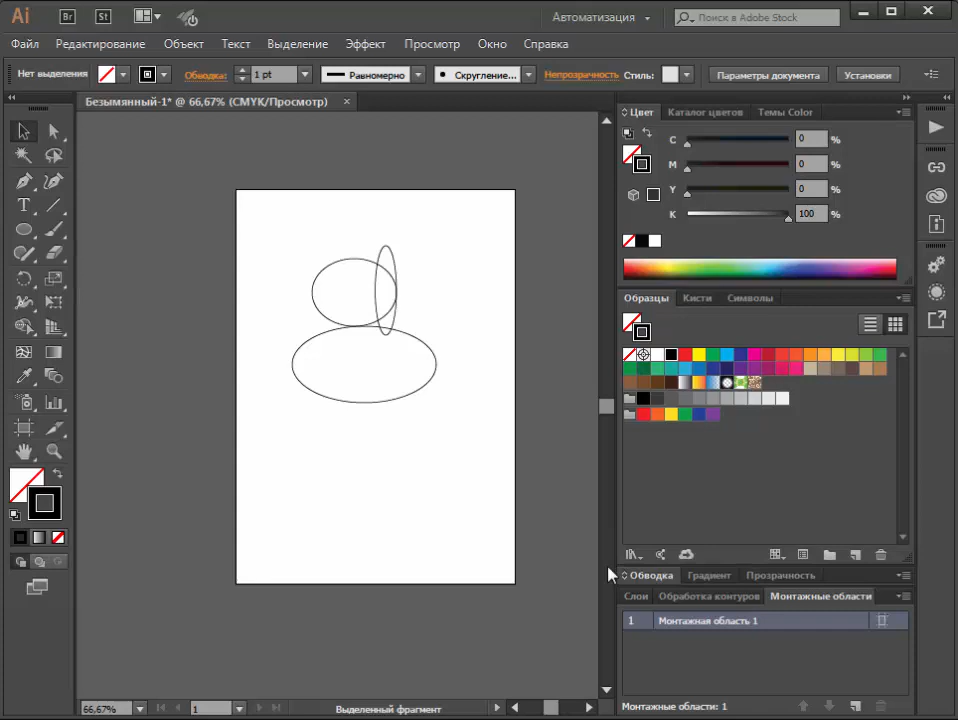 Ai Br St Автоматизация Поиск в Adobe Stock
Файл Редактирование Объект Текст Выделение Эффект Просмотр Окно Справка
Нет выделения Обводка: 1 pt Равномерно Скругление... Непрозрачность Стиль: Параметры документа Установки
Безымянный-1* @ 66,67% (CMYK/Просмотр) ×
Цвет Каталог цветов Темы Color
C 0 %
M 0 %
Y 0 %
K 100 %
Образцы Кисти Символы
Обводка Градиент Прозрачность
Слои Обработка контуров Монтажные области
1 Монтажная область 1
Монтажные области: 1
66,67% 1 Выделенный фрагмент